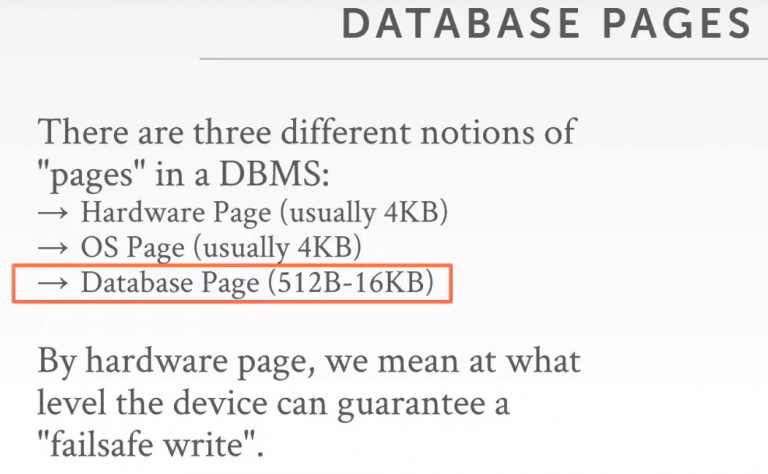 DATABASE PAGES
There are three different notions of
"pages" in a DBMS:
→ Hardware Page (usually 4KB)
→ OS Page (usually 4KB)
→ Database Page (512B-16KB)
By hardware page, we mean at what
level the device can guarantee a
"failsafe write".